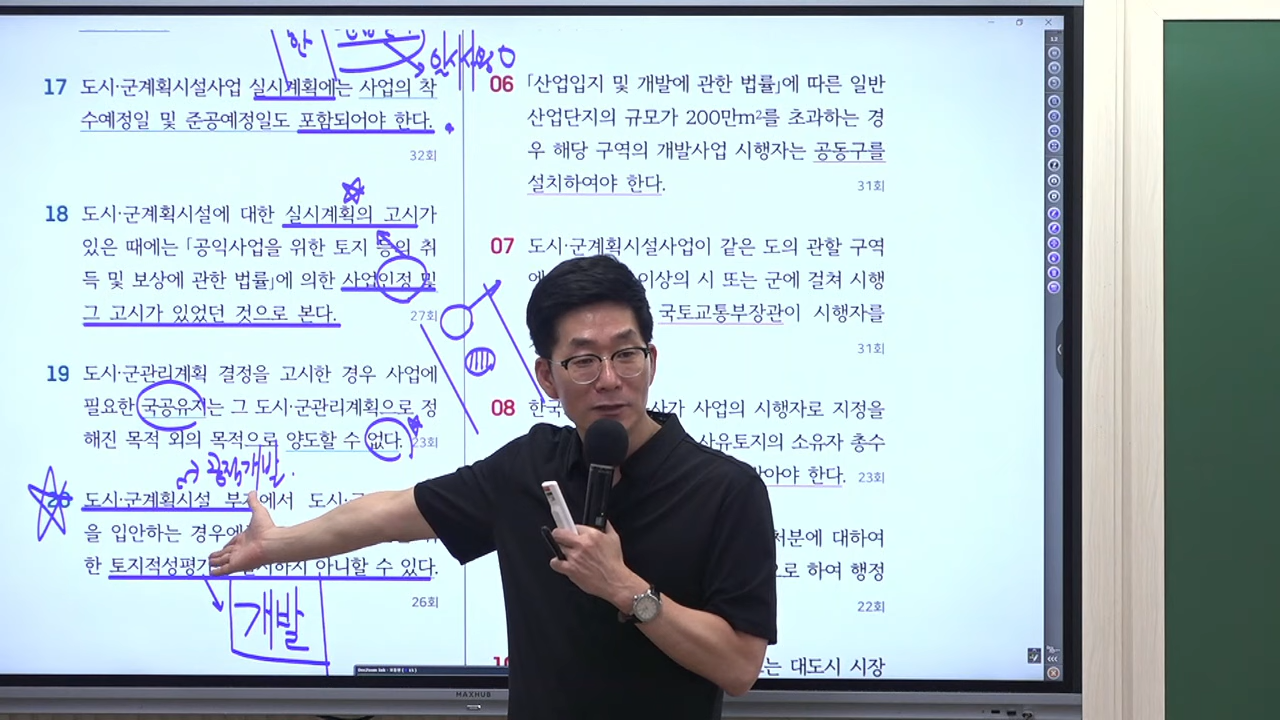 한
17 도시·군계획시설사업 실시계획에는 사업의 착
수예정일 및 준공예정일도 포함되어야 한다.
32회
18 도시·군계획시설에 대한 실시계획의 고시가
있은 때에는 「공익사업을 위한 토지 등의 취
득 및 보상에 관한 법률」에 의한 사업인정 및
그 고시가 있었던 것으로 본다.
27회
19 도시·군관리계획 결정을 고시한 경우 사업에
필요한 국공유지는 그 도시·군관리계획으로 정
해진 목적 외의 목적으로 양도할 수 없다.
23회
개발
20 도시·군계획시설 부지에서
을 입안하는 경우에
한 토지적성평가 실시하지 아니할 수 있다.
26회
개발
06 「산업입지 및 개발에 관한 법률」에 따른 일반
산업단지의 규모가 200만m²를 초과하는 경
우 해당 구역의 개발사업 시행자는 공동구를
설치하여야 한다.
31회
07 도시·군계획시설사업이 같은 도의 관할 구역
에 이상의 시 또는 군에 걸쳐 시행
국토교통부장관이 시행자를
31회
08 한국 사가 사업의 시행자로 지정을
사유토지의 소유자 총수
받아야 한다.
23회
처분에 대하여
로 하여 행정
22회
는 대도시 시장
MAXHUB